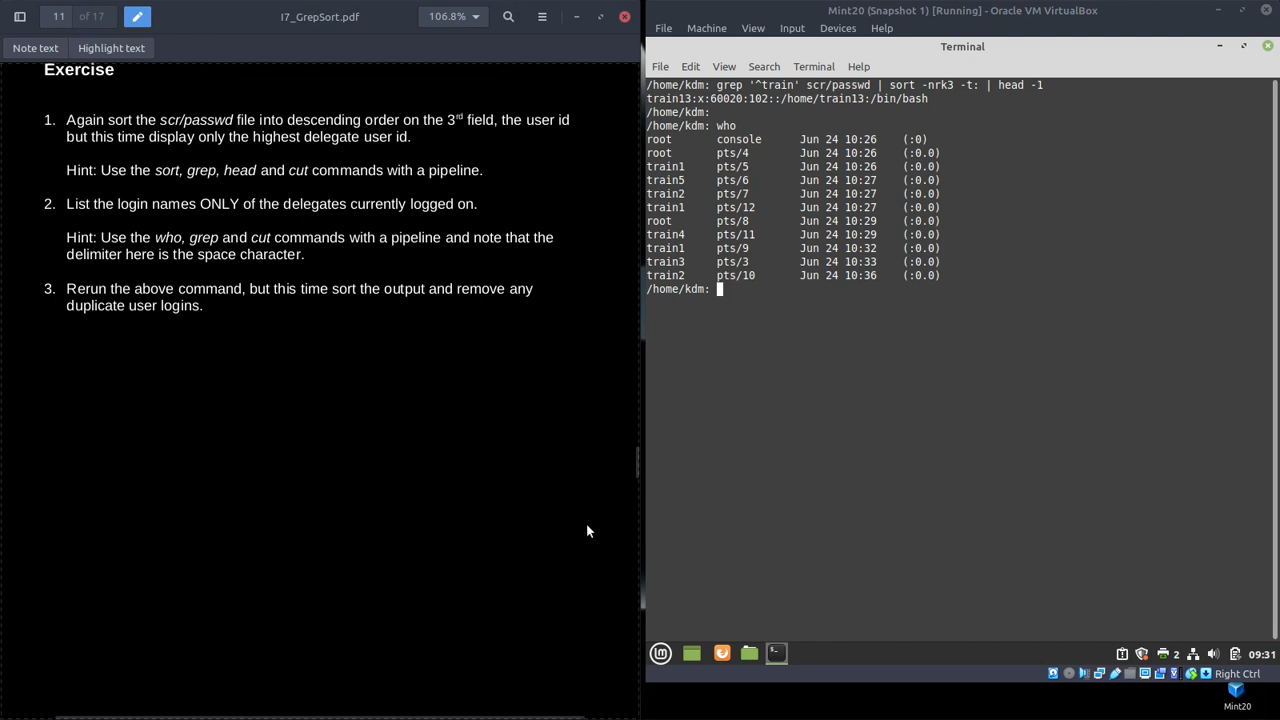 11 of 17
I7_GrepSort.pdf
106.8%
Note text Highlight text
Exercise
1. Again sort the scr/passwd file into descending order on the 3rd field, the user id
but this time display only the highest delegate user id.
Hint: Use the sort, grep, head and cut commands with a pipeline.
2. List the login names ONLY of the delegates currently logged on.
Hint: Use the who, grep and cut commands with a pipeline and note that the
delimiter here is the space character.
3. Rerun the above command, but this time sort the output and remove any
duplicate user logins.
Mint20 (Snapshot 1) [Running] - Oracle VM VirtualBox
File Machine View Input Devices Help
Terminal
File Edit View Search Terminal Help
/home/kdm: grep '^train' scr/passwd | sort -nrk3 -t: | head -1
train13:x:60020:102::/home/train13:/bin/bash
/home/kdm:
/home/kdm: who
root console Jun 24 10:26 (:0)
root pts/4 Jun 24 10:26 (:0.0)
train1 pts/5 Jun 24 10:26 (:0.0)
train5 pts/6 Jun 24 10:27 (:0.0)
train2 pts/7 Jun 24 10:27 (:0.0)
train1 pts/12 Jun 24 10:27 (:0.0)
root pts/8 Jun 24 10:29 (:0.0)
train4 pts/11 Jun 24 10:29 (:0.0)
train1 pts/9 Jun 24 10:32 (:0.0)
train3 pts/3 Jun 24 10:33 (:0.0)
train2 pts/10 Jun 24 10:36 (:0.0)
/home/kdm:
2 09:31
Right Ctrl
Mint20